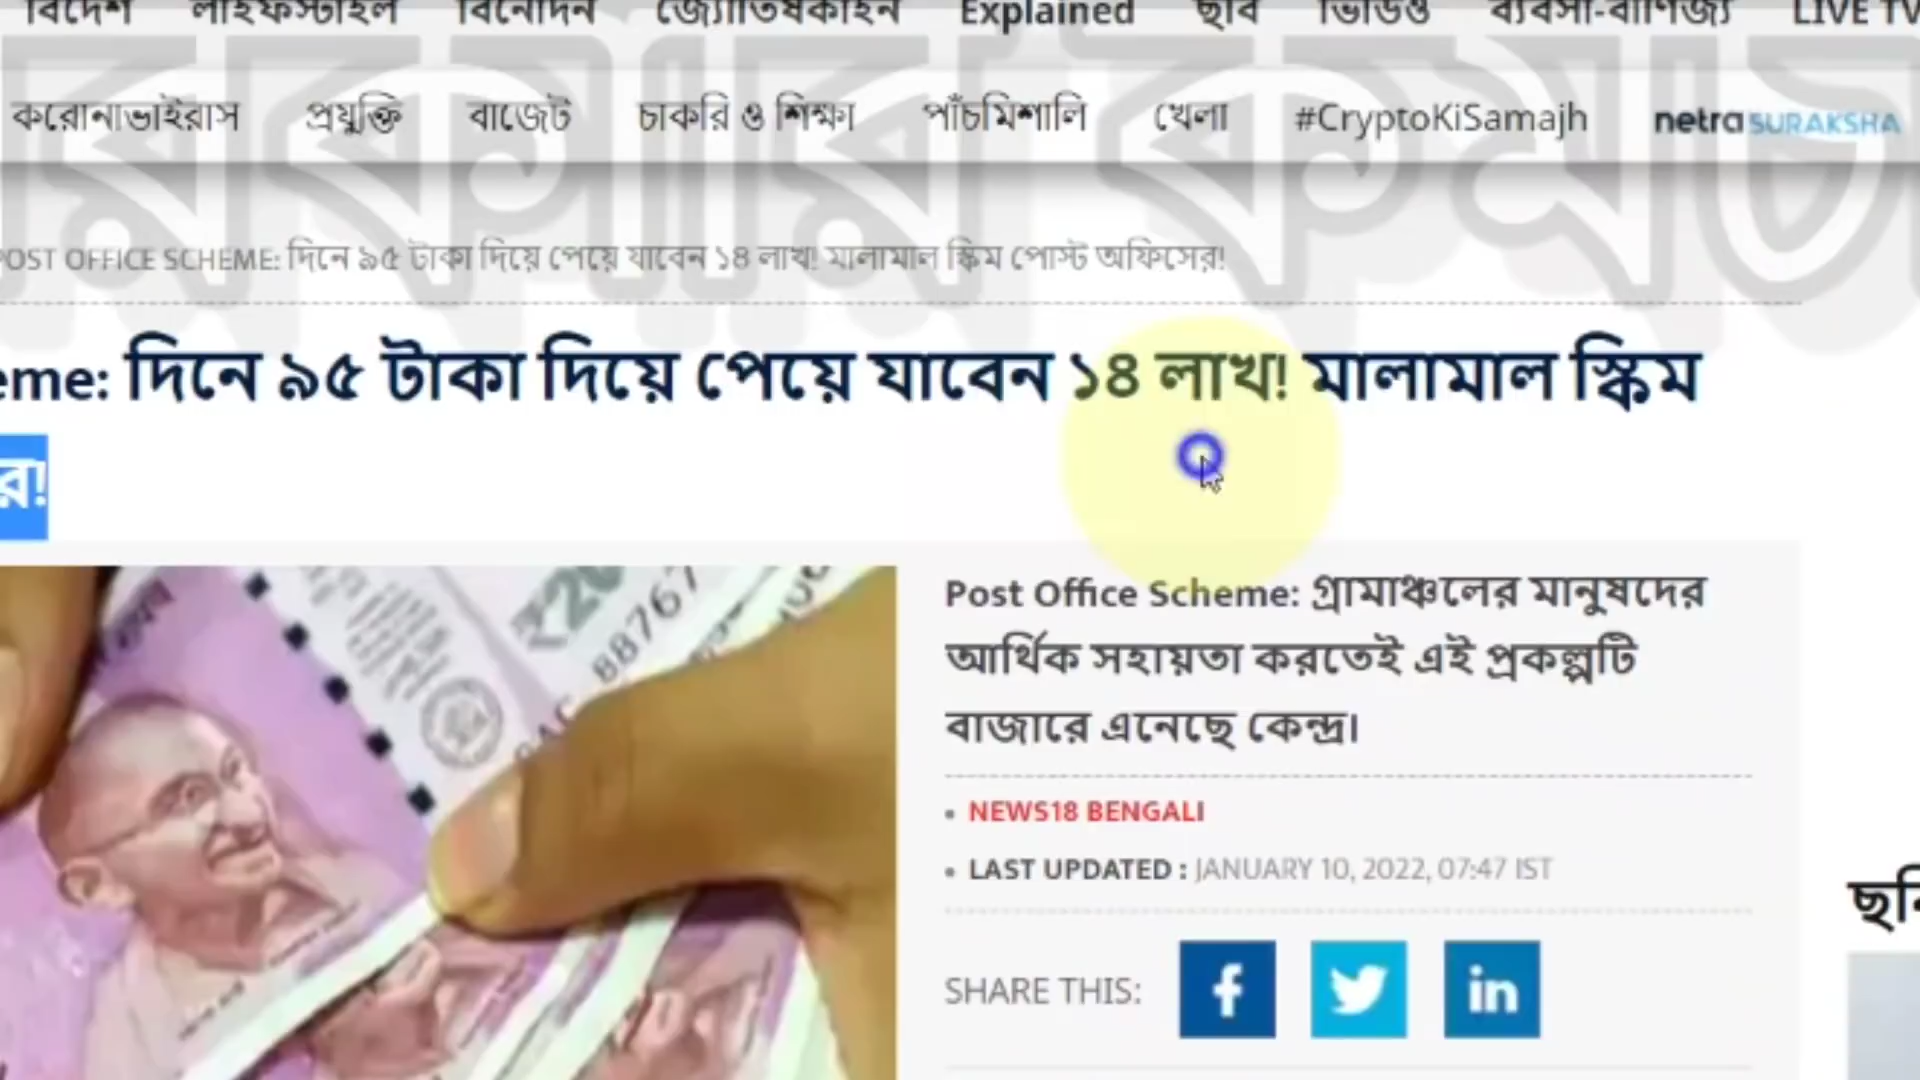 বিদেশ লাইফস্টাইল বিনোদন জ্যোতিষকাহন Explained ছবি ভিডিও ব্যবসা-বাণিজ্য LIVE TV
করোনাভাইরাস প্রযুক্তি বাজেট চাকরি ও শিক্ষা পাঁচমিশালি খেলা #CryptoKiSamajh netra SURAKSHA
POST OFFICE SCHEME: দিনে ৯৫ টাকা দিয়ে পেয়ে যাবেন ১৪ লাখ! মালামাল স্কিম পোস্ট অফিসের!
eme: দিনে ৯৫ টাকা দিয়ে পেয়ে যাবেন ১৪ লাখ! মালামাল স্কিম
র!
Post Office Scheme: গ্রামাঞ্চলের মানুষদের
আর্থিক সহায়তা করতেই এই প্রকল্পটি
বাজারে এনেছে কেন্দ্র।
NEWS18 BENGALI
LAST UPDATED : JANUARY 10, 2022, 07:47 IST
SHARE THIS: